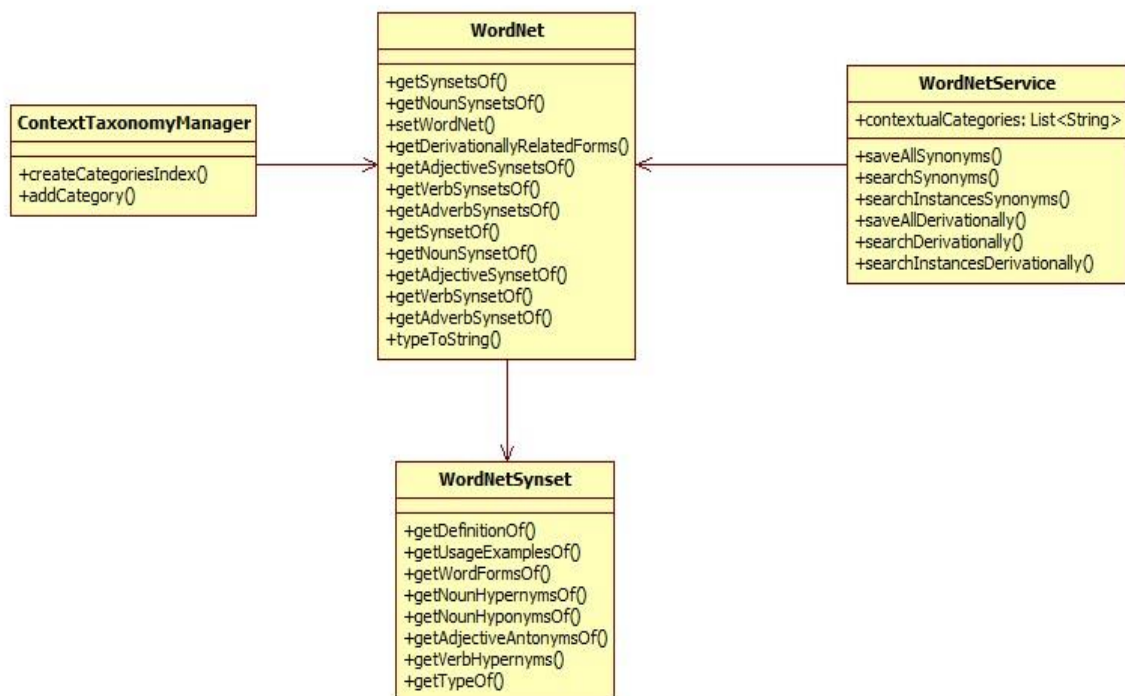 WordNet
+getSynsetsOf()
+getNounSynsetsOf()
+setWordNet()
+getDerivationallyRelatedForms()
+getAdjectiveSynsetsOf()
+getVerbSynsetsOf()
+getAdverbSynsetsOf()
+getSynsetOf()
+getNounSynsetOf()
+getAdjectiveSynsetOf()
+getVerbSynsetOf()
+getAdverbSynsetOf()
+typeToString()
ContextTaxonomyManager
+createCategoriesIndex()
+addCategory()
WordNetService
+contextualCategories: List<String>
+saveAllSynonyms()
+searchSynonyms()
+searchInstancesSynonyms()
+saveAllDerivationally()
+searchDerivationally()
+searchInstancesDerivationally()
WordNetSynset
+getDefinitionOf()
+getUsageExamplesOf()
+getWordFormsOf()
+getNounHypernymsOf()
+getNounHyponymsOf()
+getAdjectiveAntonymsOf()
+getVerbHypernyms()
+getTypeOf()